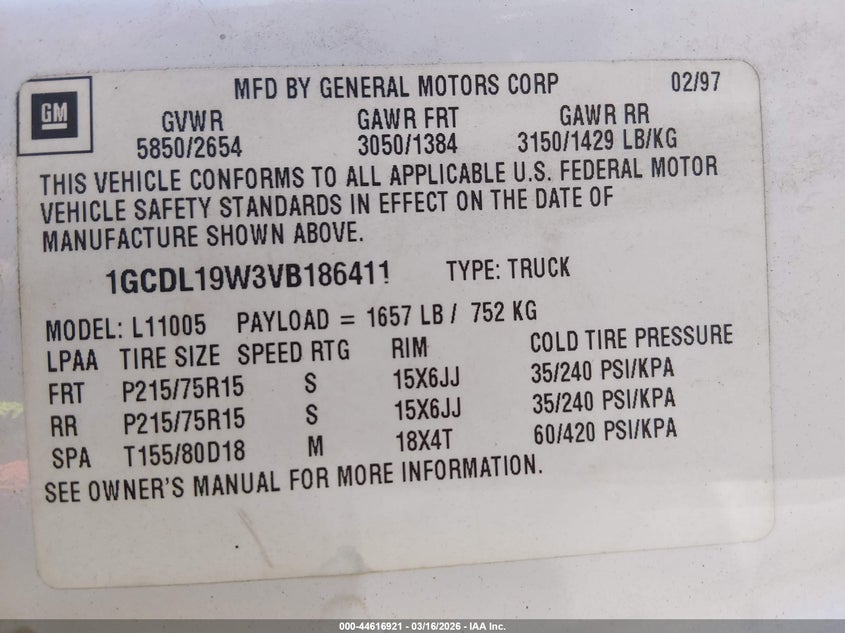 GM
MFD BY GENERAL MOTORS CORP 02/97
GVWR GAWR FRT GAWR RR
5850/2654 3050/1384 3150/1429 LB/KG
THIS VEHICLE CONFORMS TO ALL APPLICABLE U.S. FEDERAL MOTOR
VEHICLE SAFETY STANDARDS IN EFFECT ON THE DATE OF
MANUFACTURE SHOWN ABOVE.
1GCDL19W3VB186411 TYPE: TRUCK
MODEL: L11005 PAYLOAD = 1657 LB / 752 KG
LPAA TIRE SIZE SPEED RTG RIM COLD TIRE PRESSURE
FRT P215/75R15 S 15X6JJ 35/240 PSI/KPA
RR P215/75R15 S 15X6JJ 35/240 PSI/KPA
SPA T155/80D18 M 18X4T 60/420 PSI/KPA
SEE OWNER'S MANUAL FOR MORE INFORMATION.
000-44616921 - 03/16/2026 - IAA Inc.